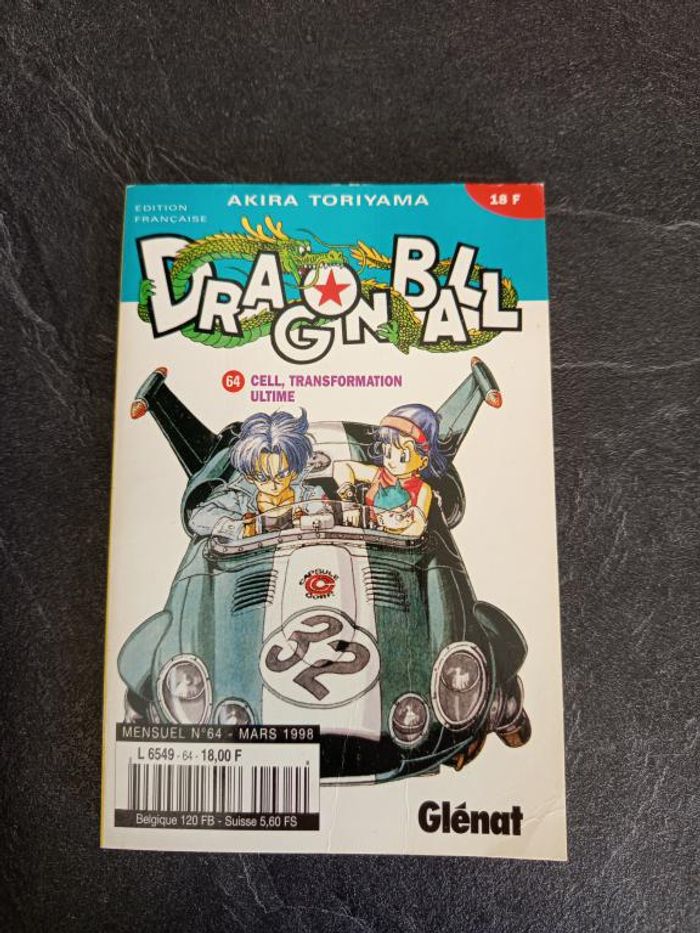 AKIRA TORIYAMA
18 F
EDITION
FRANÇAISE
DRAGON BALL
64 CELL, TRANSFORMATION
ULTIME
CAPSULE
CORP.
32
MENSUEL N°64 - MARS 1998
L 6549 - 64 - 18,00 F
Belgique 120 FB - Suisse 5,60 FS
Glénat